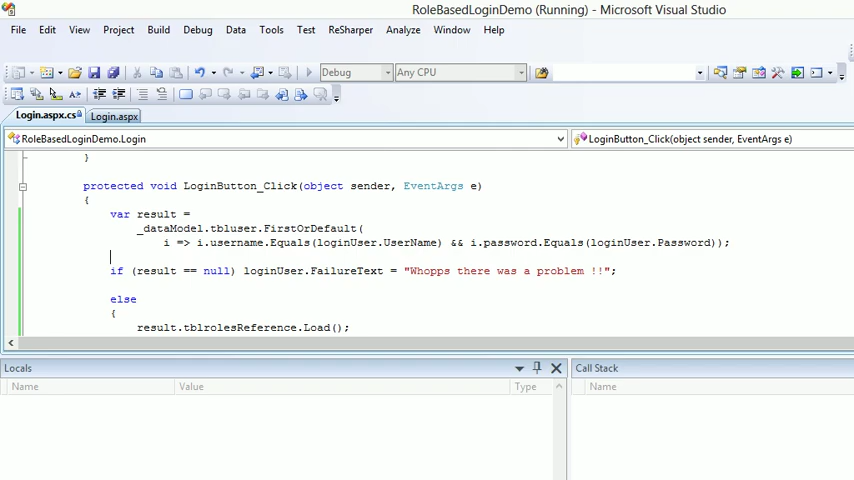 RoleBasedLoginDemo (Running) - Microsoft Visual Studio
File Edit View Project Build Debug Data Tools Test ReSharper Analyze Window Help
Debug Any CPU
Login.aspx.cs Login.aspx
RoleBasedLoginDemo.Login LoginButton_Click(object sender, EventArgs e)
}
protected void LoginButton_Click(object sender, EventArgs e)
{
var result =
_dataModel.tbluser.FirstOrDefault(
i => i.username.Equals(loginUser.UserName) && i.password.Equals(loginUser.Password));
if (result == null) loginUser.FailureText = "Whopps there was a problem !!";
else
{
result.tblrolesReference.Load();
Locals Call Stack
Name Value Type Name